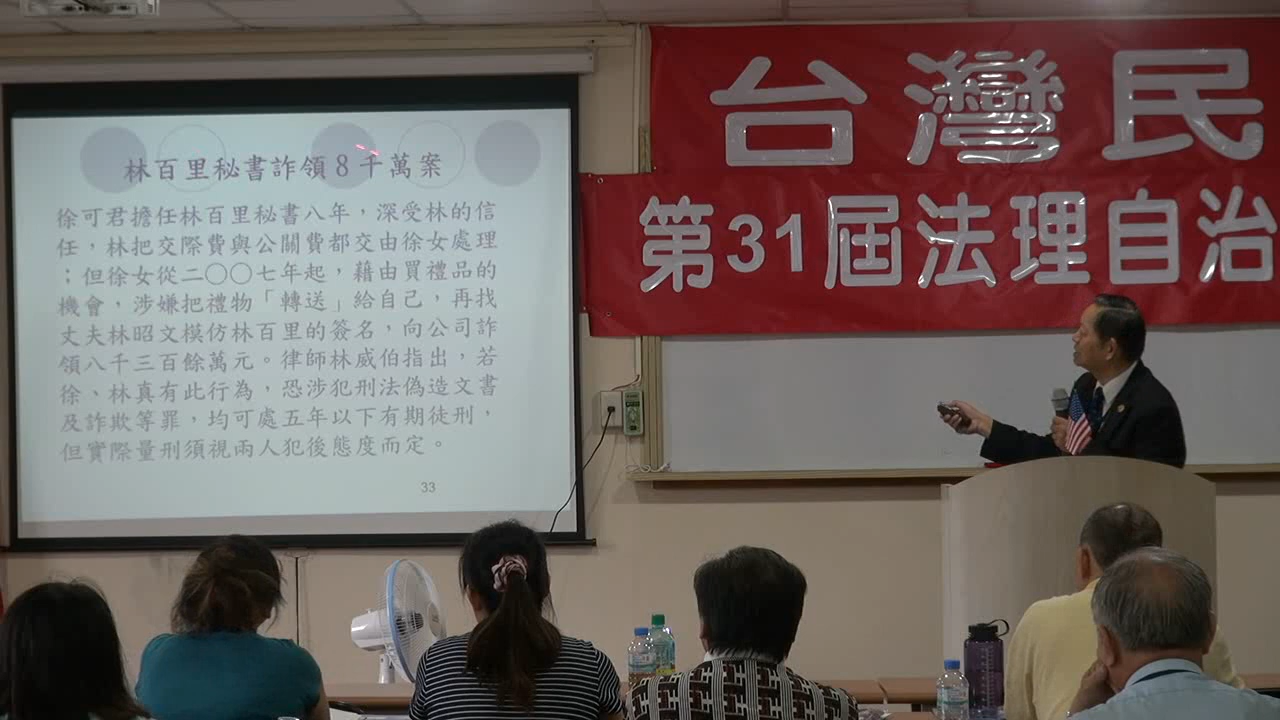 林百里秘書詐領8千萬案
徐可君擔任林百里秘書八年，深受林的信
任，林把交際費與公關費都交由徐女處理
；但徐女從二〇〇七年起，藉由買禮品的
機會，涉嫌把禮物「轉送」給自己，再找
丈夫林昭文模仿林百里的簽名，向公司詐
領八千三百餘萬元。律師林威伯指出，若
徐、林真有此行為，恐涉犯刑法偽造文書
及詐欺等罪，均可處五年以下有期徒刑，
但實際量刑須視兩人犯後態度而定。
33
台灣民
第31屆法理自治